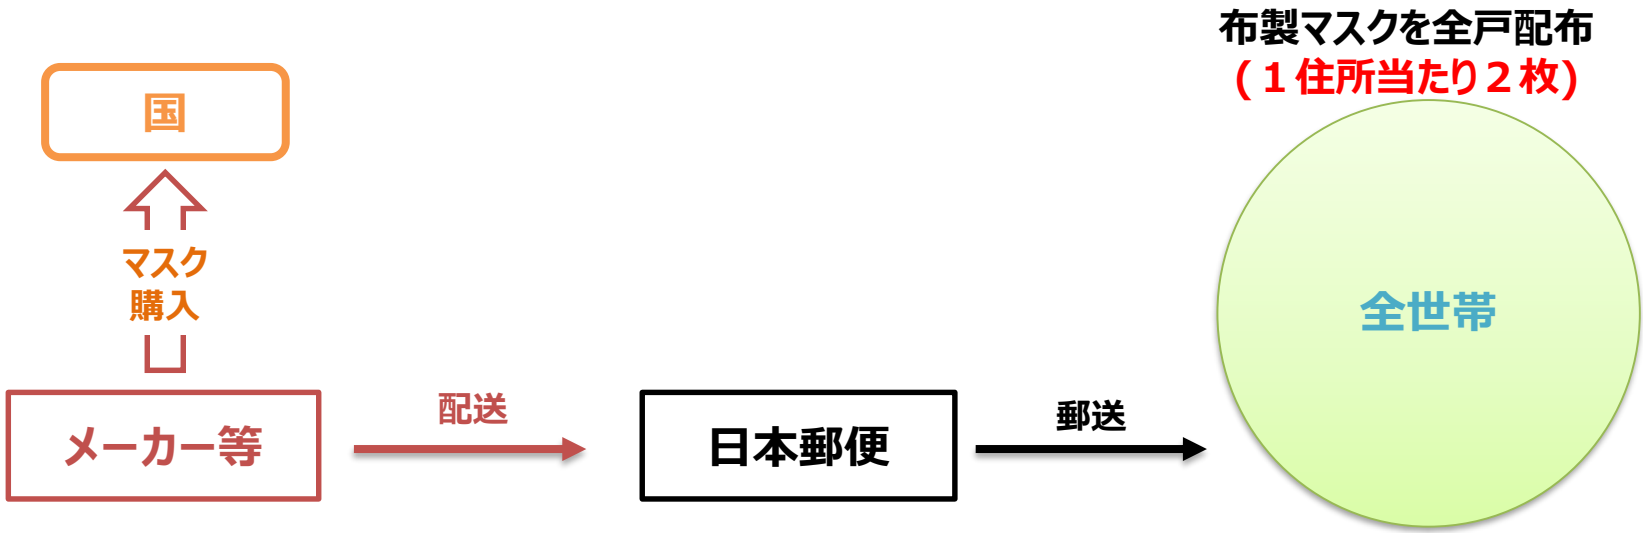 布製マスクを全戸配布
(１住所当たり２枚)
国
マスク
購入
全世帯
メーカー等
配送
日本郵便
郵送